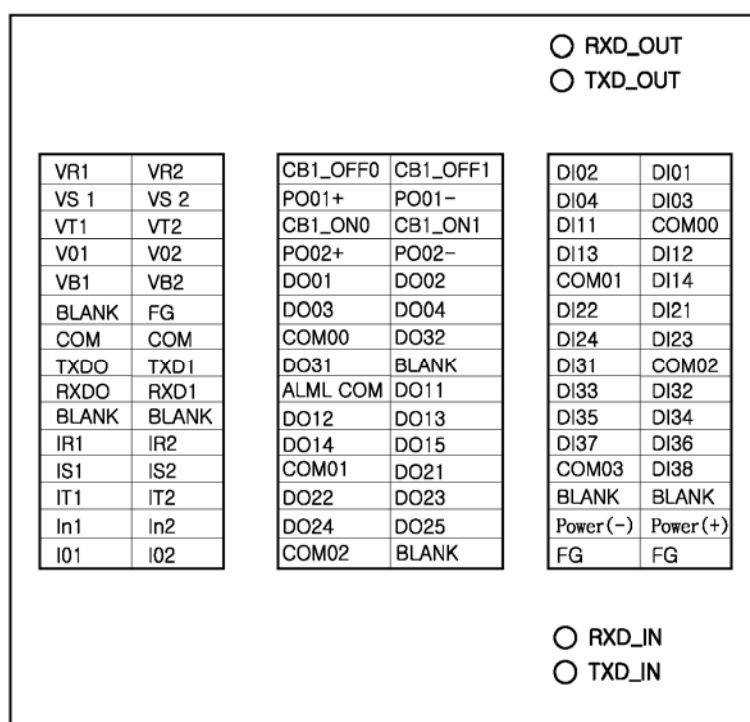 RXD_OUT
TXD_OUT
VR1 VR2
VS 1 VS 2
VT1 VT2
V01 V02
VB1 VB2
BLANK FG
COM COM
TXDO TXD1
RXDO RXD1
BLANK BLANK
IR1 IR2
IS1 IS2
IT1 IT2
In1 In2
I01 I02
CB1_OFF0 CB1_OFF1
PO01+ PO01-
CB1_ON0 CB1_ON1
PO02+ PO02-
DO01 DO02
DO03 DO04
COM00 DO32
DO31 BLANK
ALML COM DO11
DO12 DO13
DO14 DO15
COM01 DO21
DO22 DO23
DO24 DO25
COM02 BLANK
DI02 DI01
DI04 DI03
DI11 COM00
DI13 DI12
COM01 DI14
DI22 DI21
DI24 DI23
DI31 COM02
DI33 DI32
DI35 DI34
DI37 DI36
COM03 DI38
BLANK BLANK
Power(-) Power(+)
FG FG
RXD_IN
TXD_IN